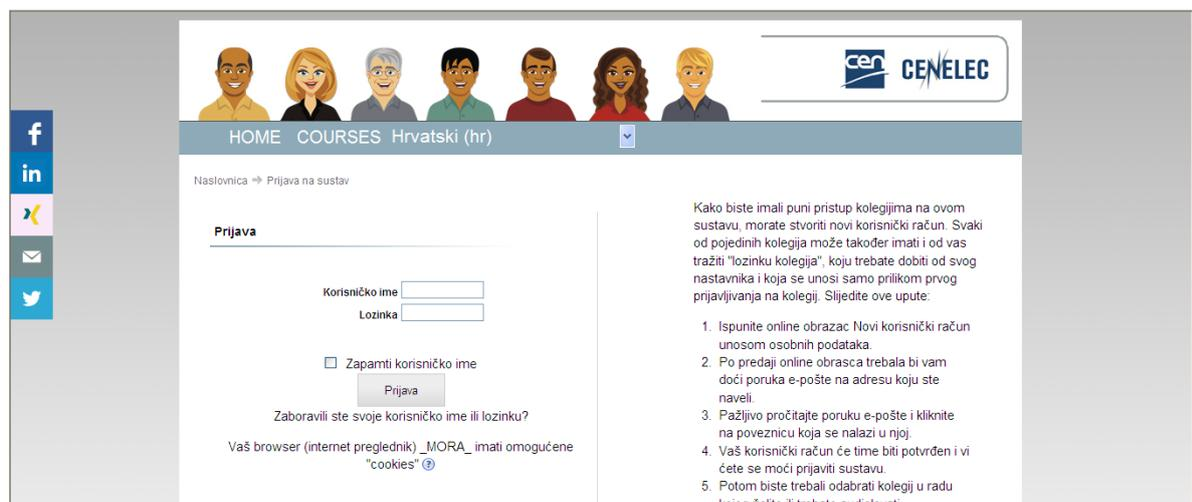 cen CENELEC
HOME COURSES Hrvatski (hr)
Naslovnica Prijava na sustav
Prijava
Korisničko ime
Lozinka
Zapamti korisničko ime
Prijava
Zaboravili ste svoje korisničko ime ili lozinku?
Vaš browser (internet preglednik) _MORA_ imati omogućene
"cookies" ?
Kako biste imali puni pristup kolegijima na ovom
sustavu, morate stvoriti novi korisnički račun. Svaki
od pojedinih kolegija može također imati i od vas
tražiti "lozinku kolegija", koju trebate dobiti od svog
nastavnika i koja se unosi samo prilikom prvog
prijavljivanja na kolegij. Slijedite ove upute:
1. Ispunite online obrazac Novi korisnički račun
unosom osobnih podataka.
2. Po predaji online obrasca trebala bi vam
doći poruka e-pošte na adresu koju ste
naveli.
3. Pažljivo pročitajte poruku e-pošte i kliknite
na poveznicu koja se nalazi u njoj.
4. Vaš korisnički račun će time biti potvrđen i vi
ćete se moći prijaviti sustavu.
5. Potom biste trebali odabrati kolegij u radu
f
in